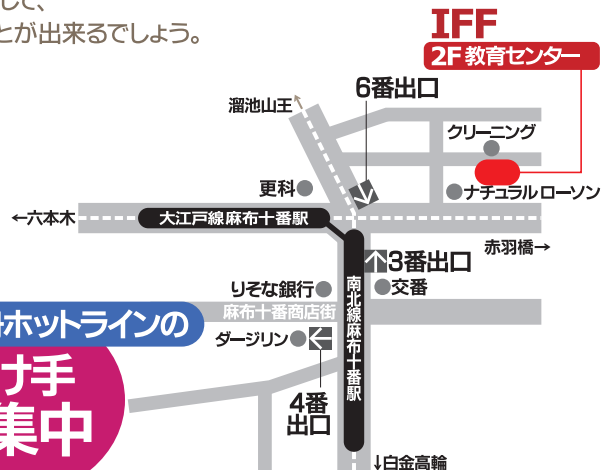 して、
とが出来るでしょう。
IFF
2F 教育センター
6番出口
溜池山王
クリーニング
更科
ナチュラルローソン
←六本木
大江戸線麻布十番駅
赤羽橋→
3番出口
りそな銀行
交番
南北線麻布十番駅
麻布十番商店街
ホットラインの
ダージリン
け手
集中
4番
出口
↓白金高輪